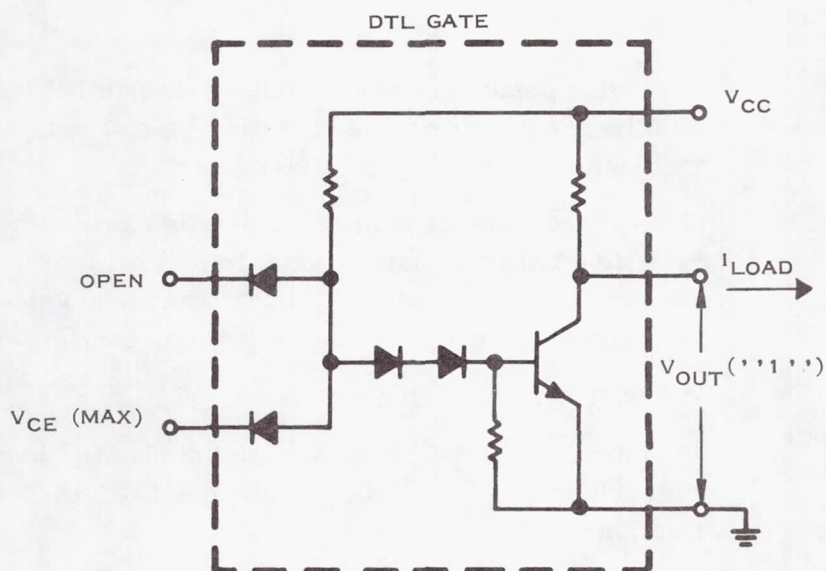 DTL GATE
VCC
OPEN
ILOAD
VOUT(''1'')
VCE (MAX)